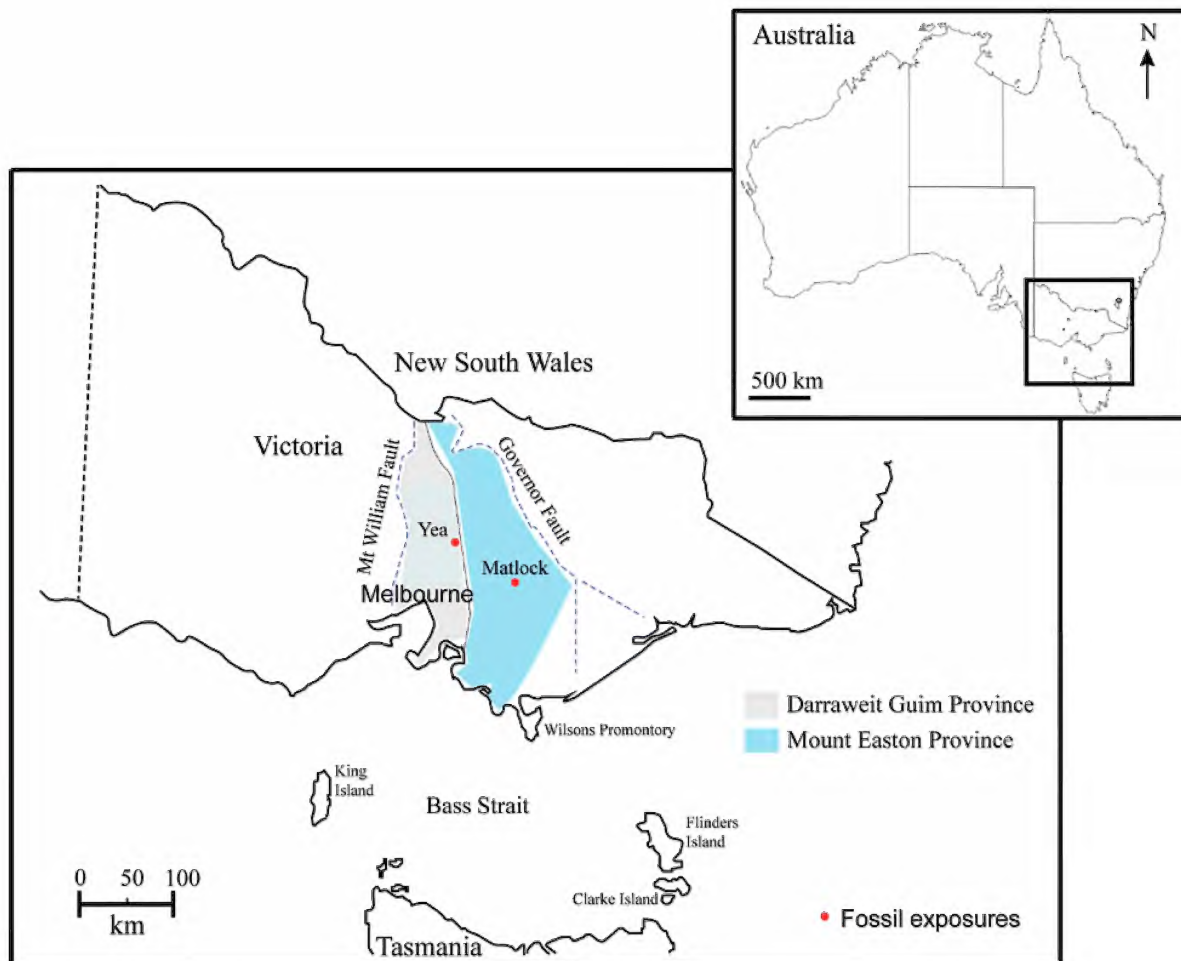 Australia
N
500 km
New South Wales
Victoria
Mt William Fault
Governor Fault
Yea
Matlock
Melbourne
Darraweit Guim Province
Mount Easton Province
Wilsons Promontory
King
Island
Bass Strait
Flinders
Island
Clarke Island
0 50 100
km
Tasmania
Fossil exposures